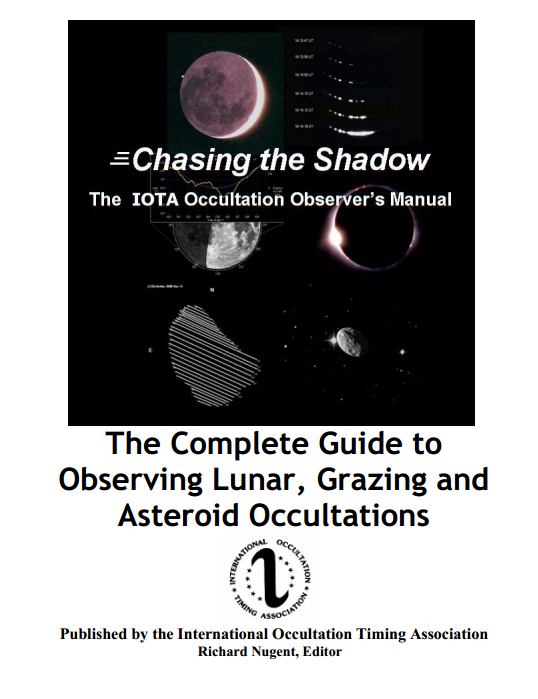 Chasing the Shadow
The IOTA Occultation Observer's Manual
N
E
The Complete Guide to
Observing Lunar, Grazing and
Asteroid Occultations
INTERNATIONAL OCCULTATION
TIMING ASSOCIATION
Published by the International Occultation Timing Association
Richard Nugent, Editor